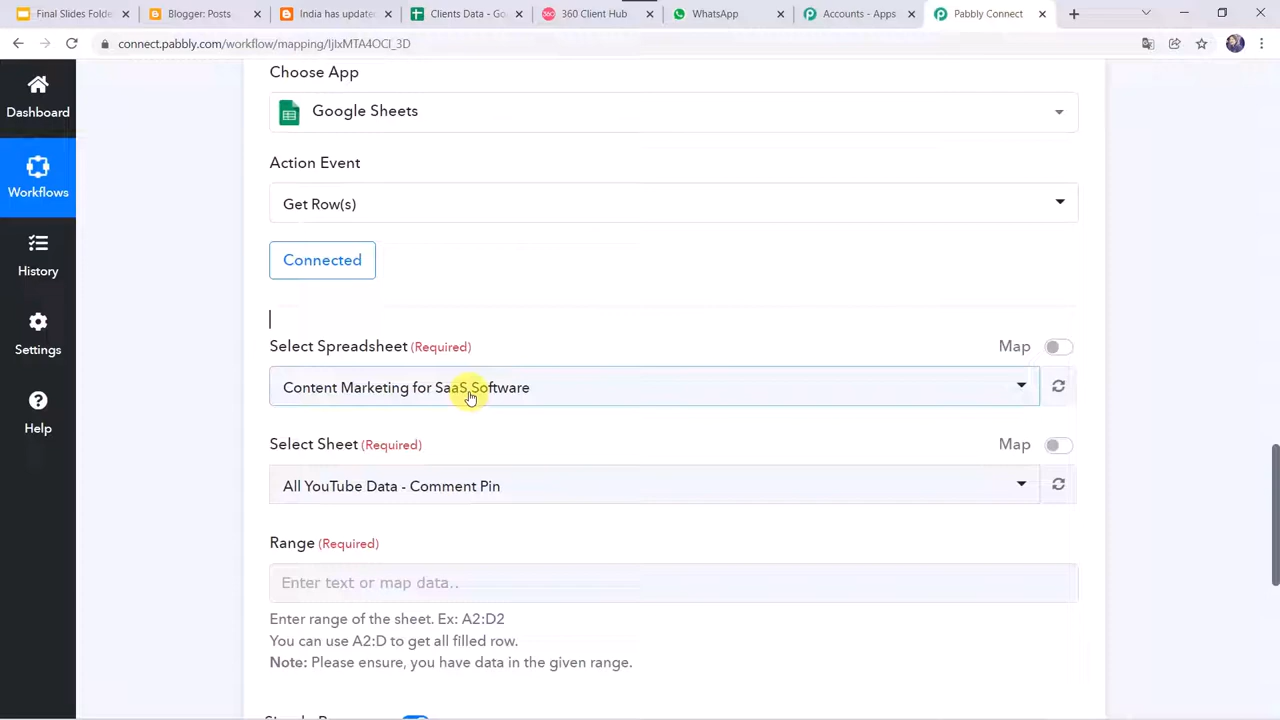 Final Slides Folde
Blogger: Posts
India has update
Clients Data - Go
360 Client Hub
WhatsApp
Accounts - Apps
Pabbly Connect
connect.pabbly.com/workflow/mapping/IjIxMTA4OCI_3D
Dashboard
Workflows
History
Settings
Help
Choose App
Google Sheets
Action Event
Get Row(s)
Connected
Select Spreadsheet (Required)
Map
Content Marketing for SaaS Software
Select Sheet (Required)
Map
All YouTube Data - Comment Pin
Range (Required)
Enter text or map data..
Enter range of the sheet. Ex: A2:D2
You can use A2:D to get all filled row.
Note: Please ensure, you have data in the given range.